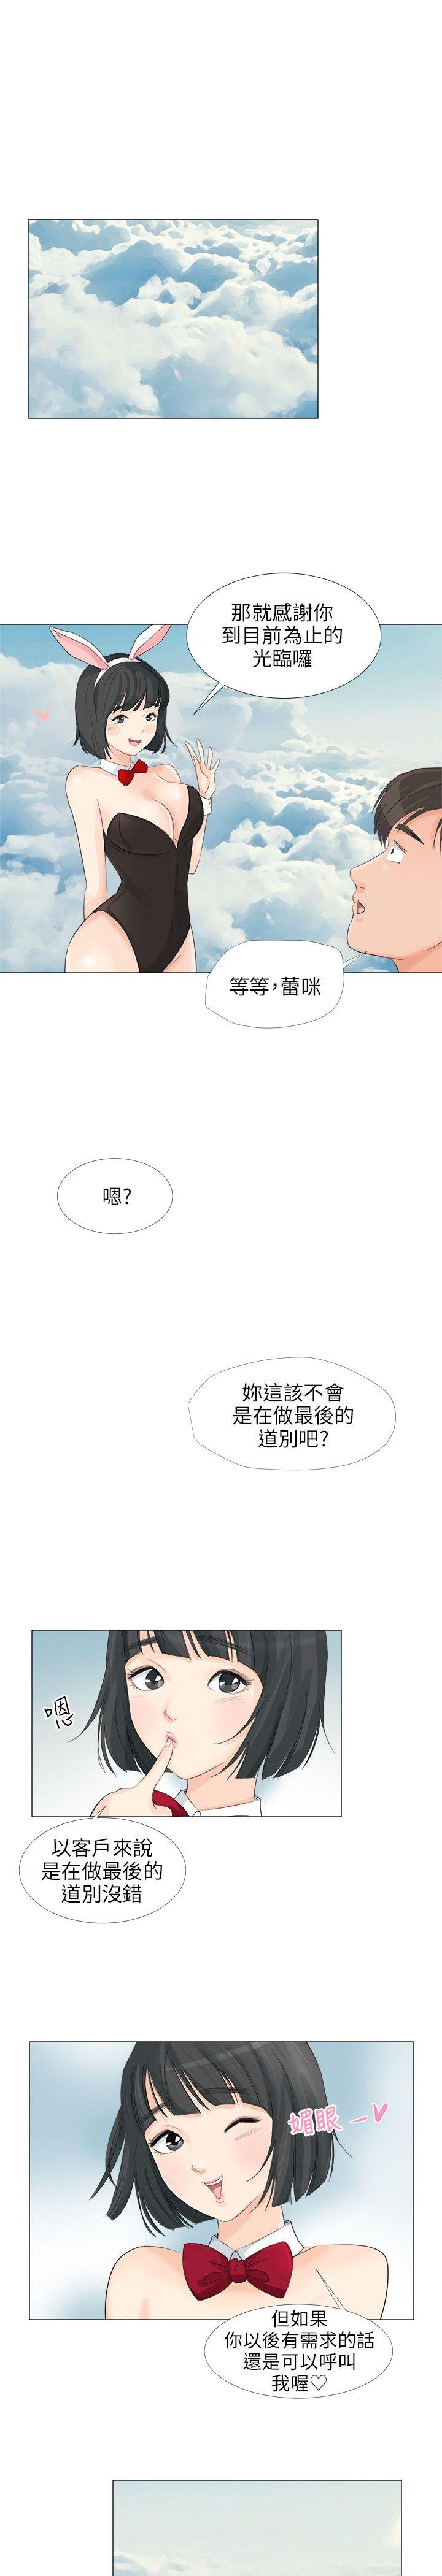 那就感謝你
到目前為止的
光臨囉
等等，蕾咪
嗯?
妳這該不會
是在做最後的
道別吧?
嗯
以客戶來說
是在做最後的
道別沒錯
媚眼
但如果
你以後有需求的話
還是可以呼叫
我喔♡